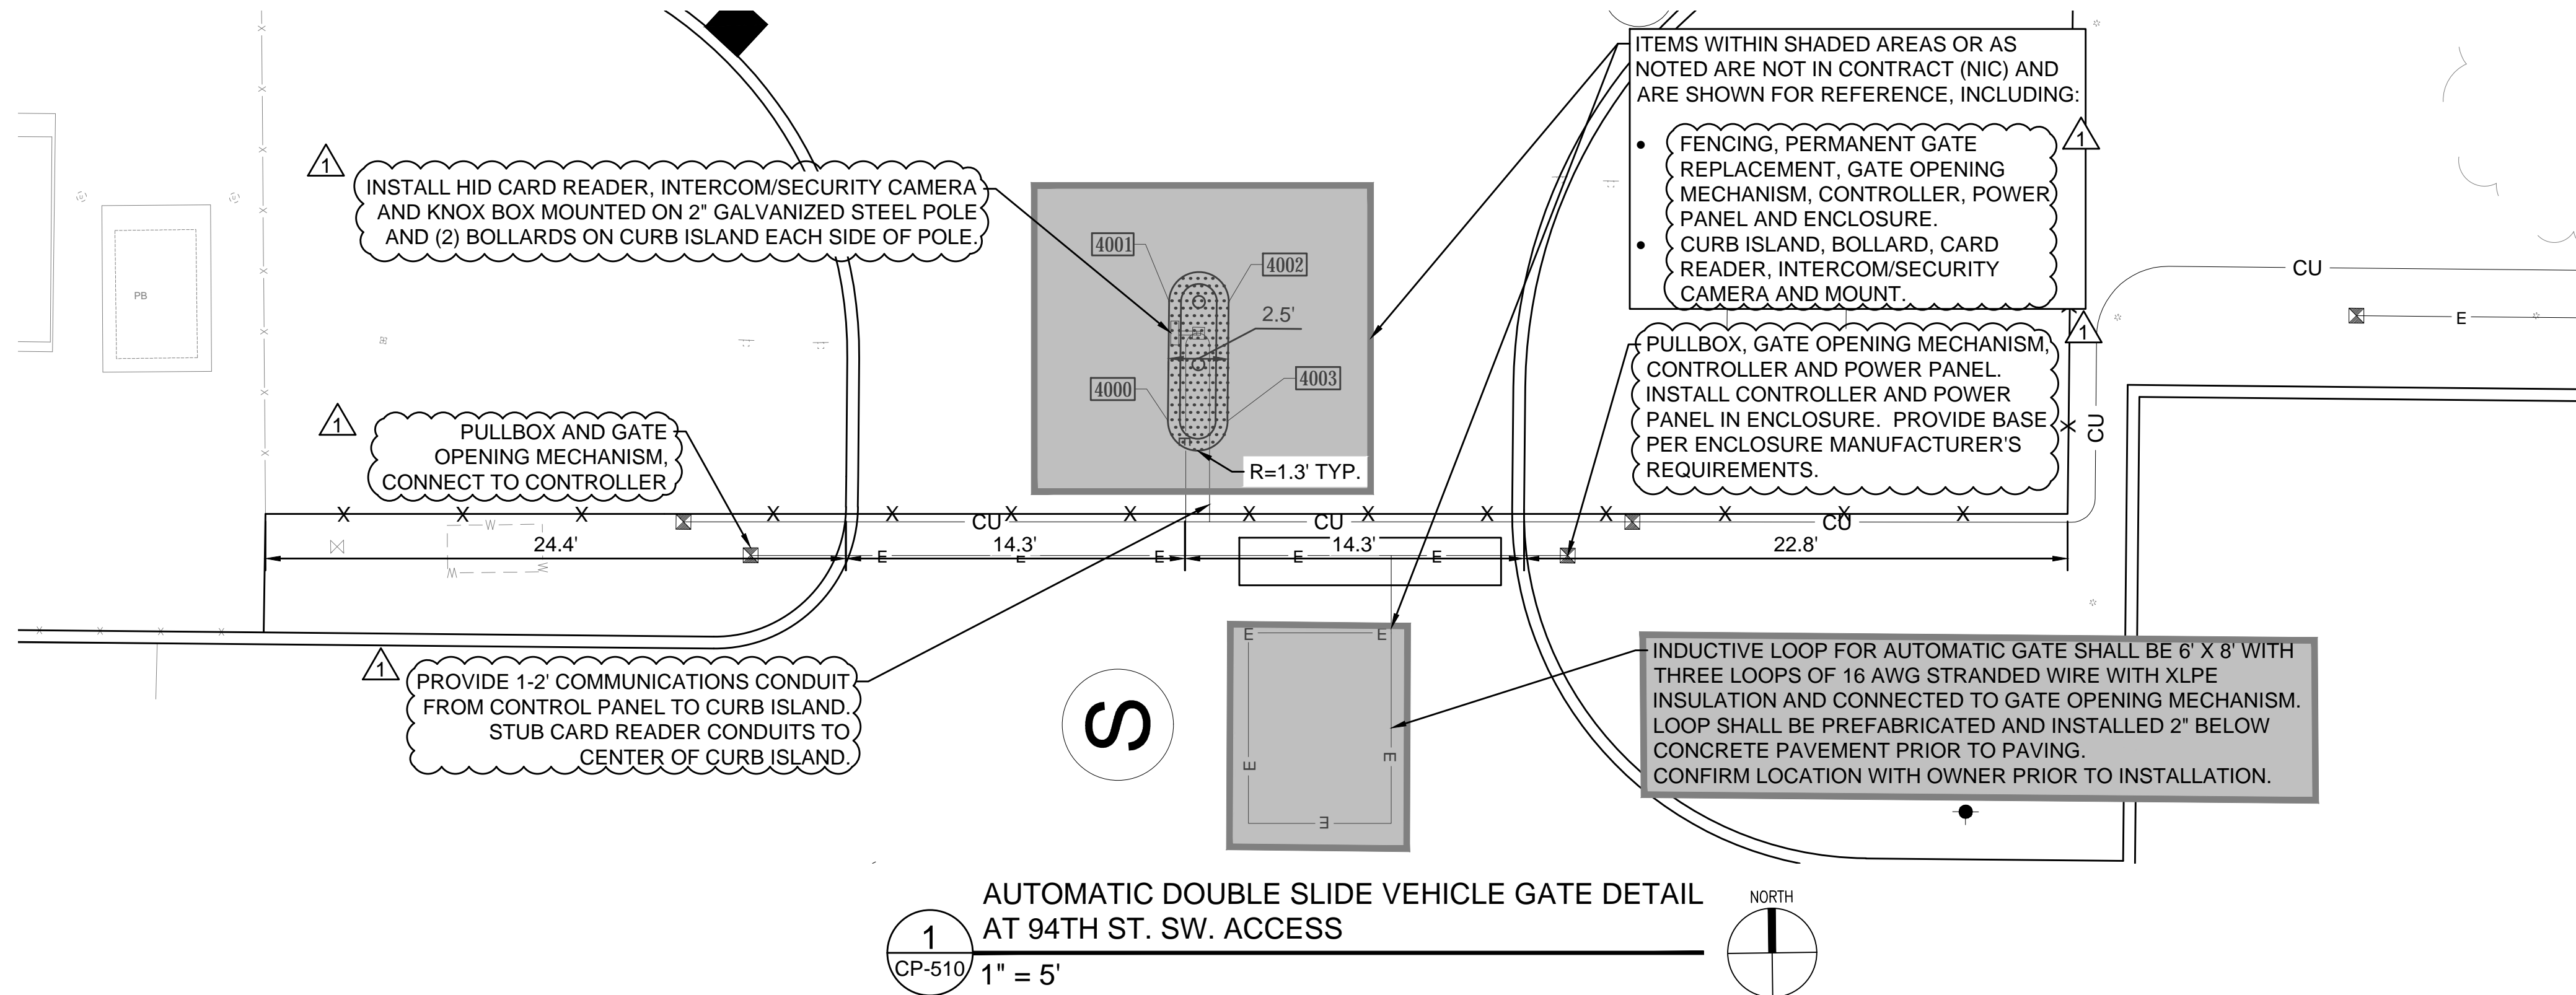 ITEMS WITHIN SHADED AREAS OR AS
NOTED ARE NOT IN CONTRACT (NIC) AND
ARE SHOWN FOR REFERENCE, INCLUDING:
• FENCING, PERMANENT GATE
REPLACEMENT, GATE OPENING
MECHANISM, CONTROLLER, POWER
PANEL AND ENCLOSURE.
• CURB ISLAND, BOLLARD, CARD
READER, INTERCOM/SECURITY
CAMERA AND MOUNT.
1
1
INSTALL HID CARD READER, INTERCOM/SECURITY CAMERA
AND KNOX BOX MOUNTED ON 2" GALVANIZED STEEL POLE
AND (2) BOLLARDS ON CURB ISLAND EACH SIDE OF POLE.
4001
4002
2.5'
4000
4003
R=1.3' TYP.
PB
CU
E
CU
1
PULLBOX, GATE OPENING MECHANISM,
CONTROLLER AND POWER PANEL.
INSTALL CONTROLLER AND POWER
PANEL IN ENCLOSURE. PROVIDE BASE
PER ENCLOSURE MANUFACTURER'S
REQUIREMENTS.
1
PULLBOX AND GATE
OPENING MECHANISM,
CONNECT TO CONTROLLER
X X X X X X X X X X X X X X
CU CU CU
W
24.4' 14.3' 14.3' 22.8'
E E E E E
W W
1
PROVIDE 1-2' COMMUNICATIONS CONDUIT
FROM CONTROL PANEL TO CURB ISLAND.
STUB CARD READER CONDUITS TO
CENTER OF CURB ISLAND.
S
E E
E E
E
INDUCTIVE LOOP FOR AUTOMATIC GATE SHALL BE 6' X 8' WITH
THREE LOOPS OF 16 AWG STRANDED WIRE WITH XLPE
INSULATION AND CONNECTED TO GATE OPENING MECHANISM.
LOOP SHALL BE PREFABRICATED AND INSTALLED 2" BELOW
CONCRETE PAVEMENT PRIOR TO PAVING.
CONFIRM LOCATION WITH OWNER PRIOR TO INSTALLATION.
AUTOMATIC DOUBLE SLIDE VEHICLE GATE DETAIL
AT 94TH ST. SW. ACCESS
1
CP-510
1" = 5'
NORTH